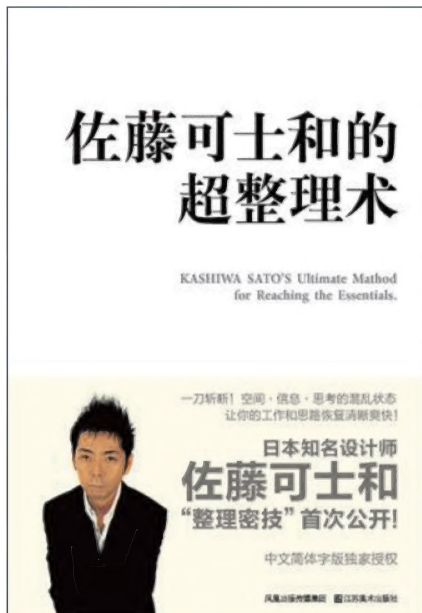 佐藤可士和的
超整理术
KASHIWA SATO'S Ultimate Mathod
for Reaching the Essentials.
一刀斩断！空间·信息·思考的混乱状态
让你的工作和思路恢复清晰爽快！
日本知名设计师
佐藤可士和
“整理密技”首次公开！
中文简体字版独家授权
凤凰出版传媒集团 江苏美术出版社